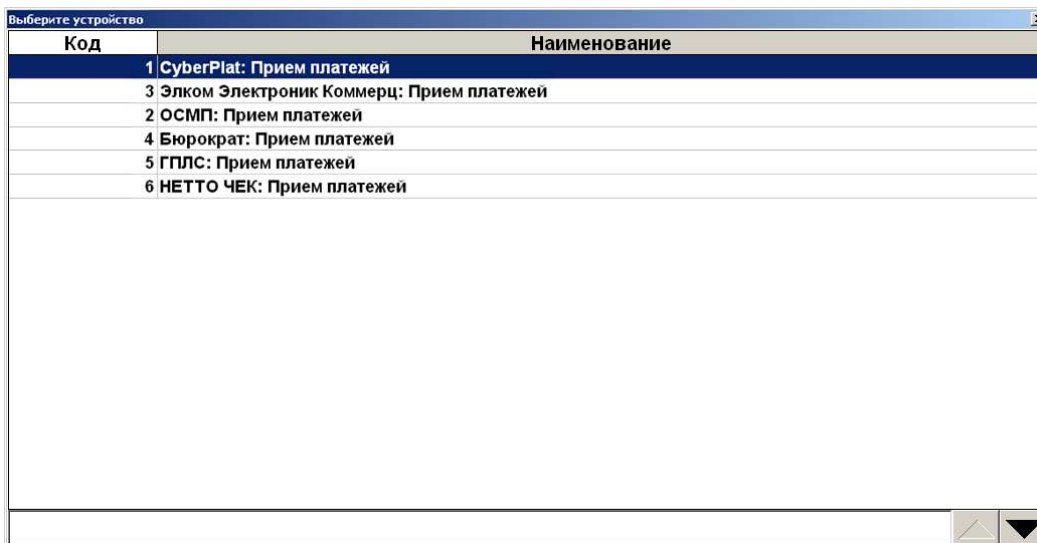 Выберите устройство
Код Наименование
1 CyberPlat: Прием платежей
3 Элком Электроник Коммерц: Прием платежей
2 ОСМП: Прием платежей
4 Бюрократ: Прием платежей
5 ГПЛС: Прием платежей
6 НЕТТО ЧЕК: Прием платежей